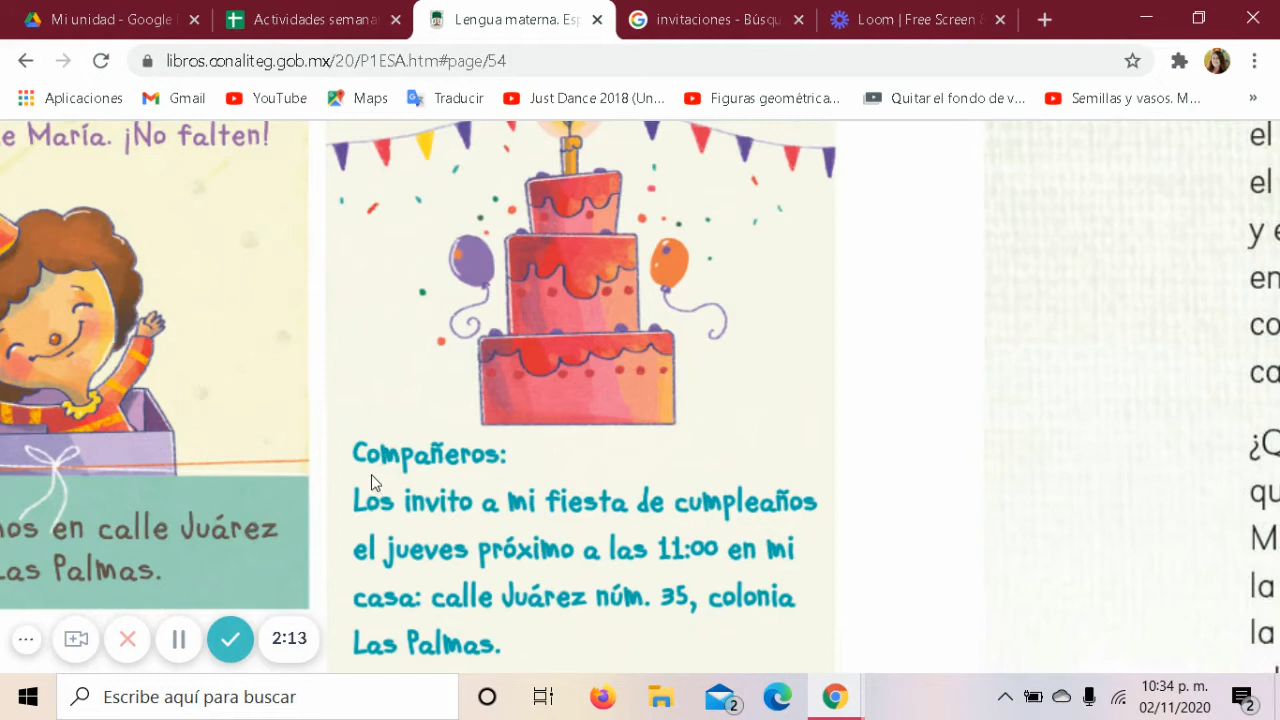 Mi unidad - Google
Actividades semana
Lengua materna. Es
invitaciones - Búsqu
Loom | Free Screen
libros.conaliteg.gob.mx/20/P1ESA.htm#page/54
Aplicaciones
Gmail
YouTube
Maps
Traducir
Just Dance 2018 (Un...
Figuras geométrica...
Quitar el fondo de v...
Semillas y vasos. M...
»
e María. ¡No falten!
os en calle Juárez
Las Palmas.
Compañeros:
Los invito a mi fiesta de cumpleaños
el jueves próximo a las 11:00 en mi
casa: calle Juárez núm. 35, colonia
Las Palmas.
el
el
y e
en
co
ca
¿Q
qu
M
la
la
2:13
Escribe aquí para buscar
2
10:34 p. m.
02/11/2020
2